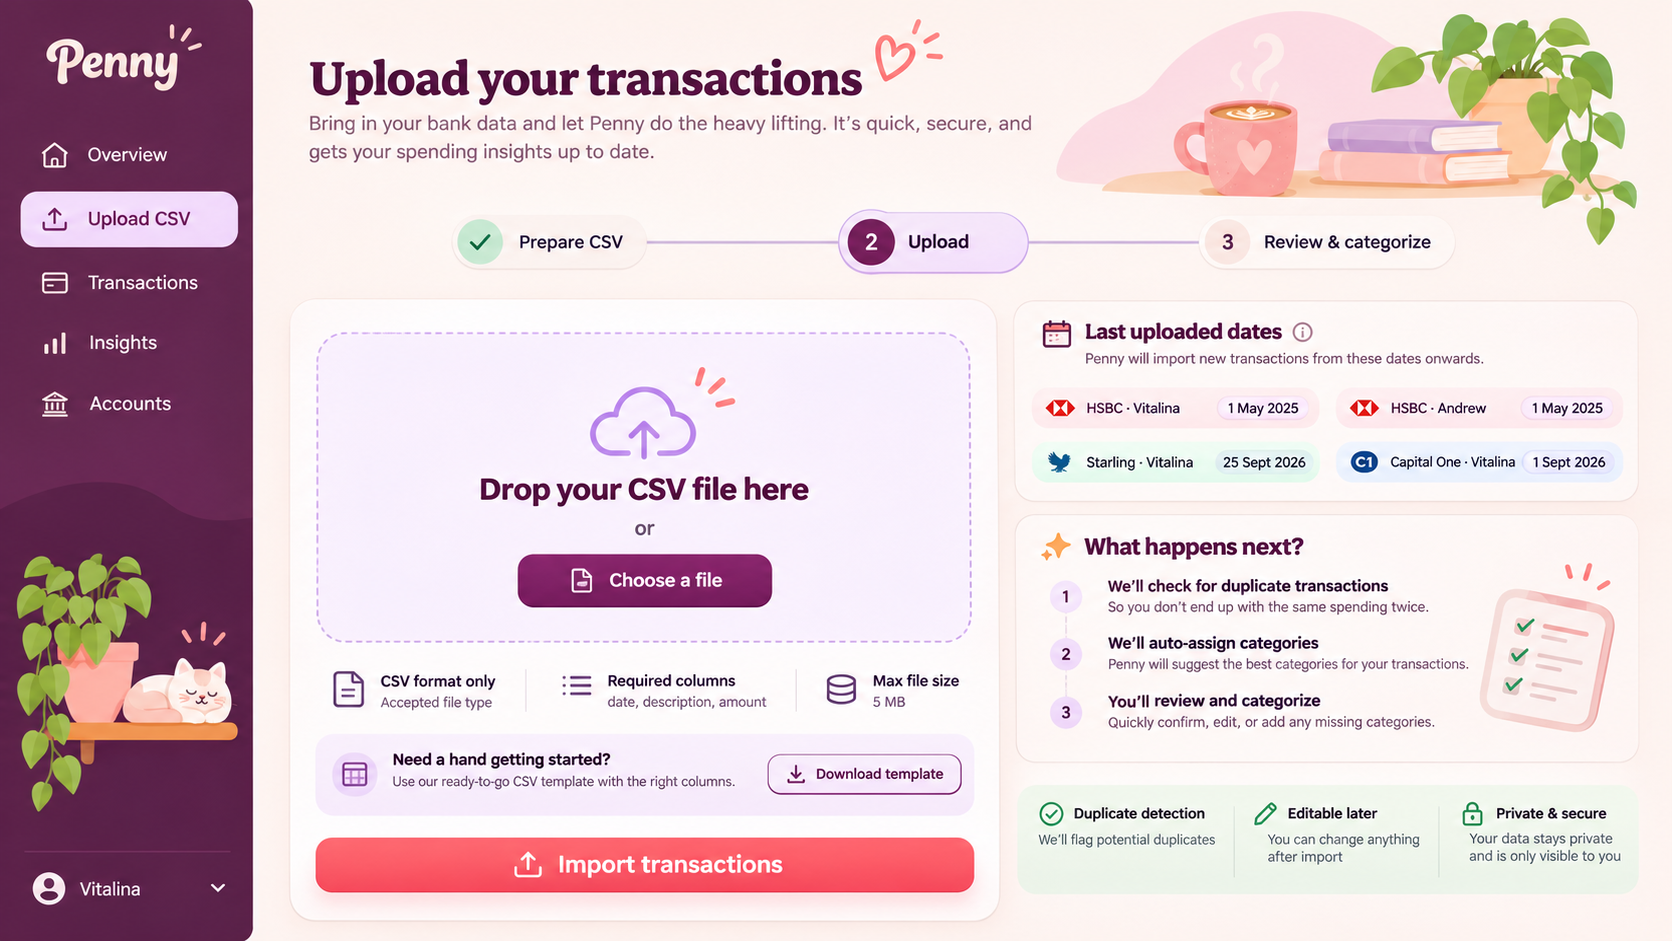 Penny
Overview
Upload CSV
Transactions
Insights
Accounts
Vitalina
Upload your transactions
Bring in your bank data and let Penny do the heavy lifting. It's quick, secure, and
gets your spending insights up to date.
Prepare CSV
2 Upload
3 Review & categorize
Drop your CSV file here
or
Choose a file
CSV format only
Accepted file type
Required columns
date, description, amount
Max file size
5 MB
Need a hand getting started?
Use our ready-to-go CSV template with the right columns.
Download template
Import transactions
Last uploaded dates
Penny will import new transactions from these dates onwards.
HSBC · Vitalina 1 May 2025
HSBC · Andrew 1 May 2025
Starling · Vitalina 25 Sept 2026
C1 Capital One · Vitalina 1 Sept 2026
What happens next?
1 We'll check for duplicate transactions
So you don't end up with the same spending twice.
2 We'll auto-assign categories
Penny will suggest the best categories for your transactions.
3 You'll review and categorize
Quickly confirm, edit, or add any missing categories.
Duplicate detection
We'll flag potential duplicates
Editable later
You can change anything
after import
Private & secure
Your data stays private
and is only visible to you